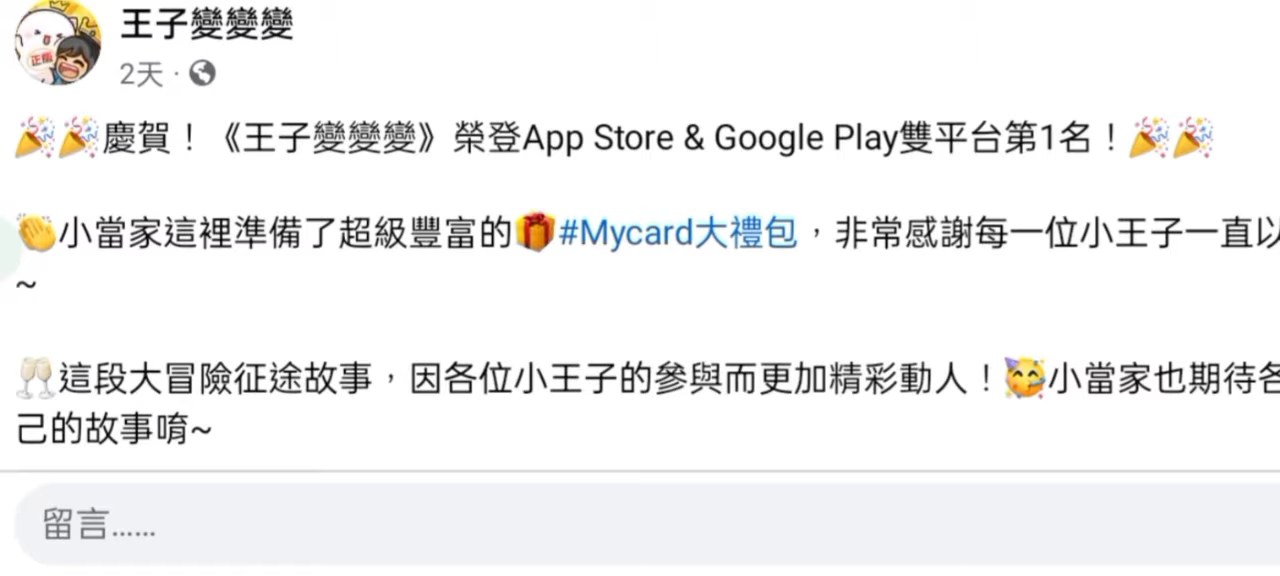 王子變變變
2天 ·
🎉🎉慶賀！《王子變變變》榮登App Store & Google Play雙平台第1名！🎉🎉
👏小當家這裡準備了超級豐富的🎁#Mycard大禮包，非常感謝每一位小王子一直以
~
🥂這段大冒險征途故事，因各位小王子的參與而更加精彩動人！🥳小當家也期待各
己的故事唷~
留言......